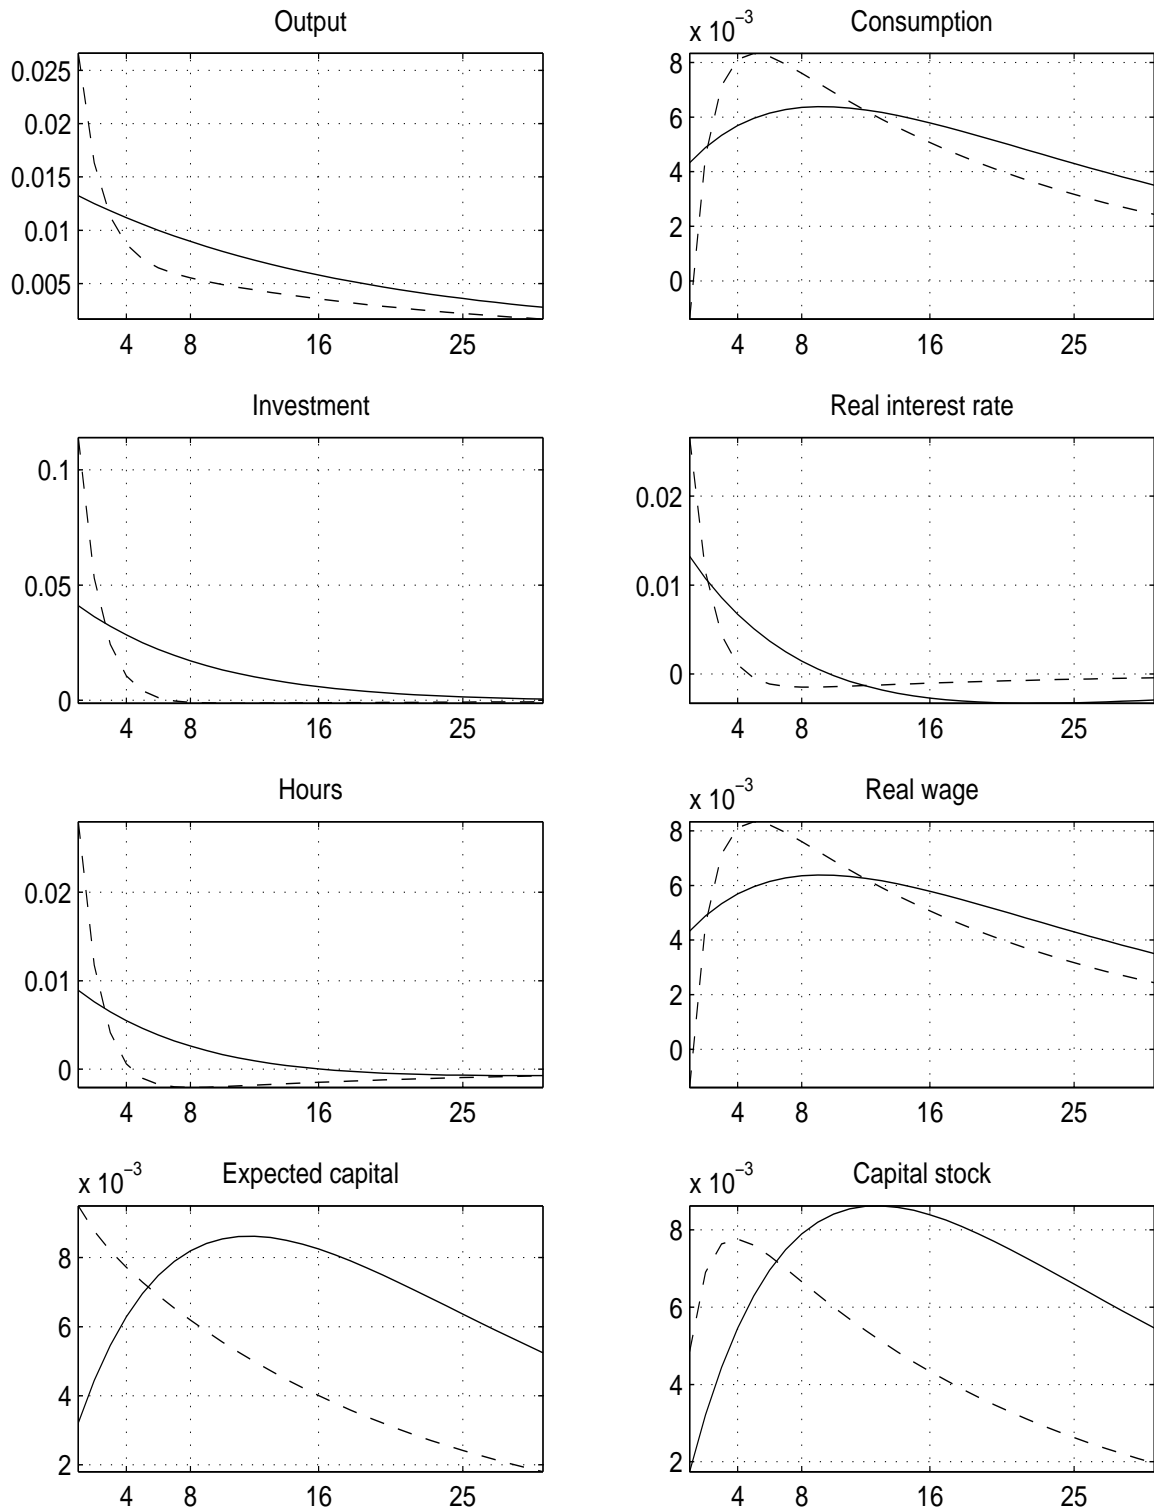 Output
0.025
0.02
0.015
0.01
0.005
4 8 16 25
x 10−3
Consumption
8
6
4
2
0
4 8 16 25
Investment
0.1
0.05
0
4 8 16 25
Real interest rate
0.02
0.01
0
4 8 16 25
Hours
0.02
0.01
0
4 8 16 25
x 10−3
Real wage
8
6
4
2
0
4 8 16 25
x 10−3
Expected capital
8
6
4
2
4 8 16 25
x 10−3
Capital stock
8
6
4
2
4 8 16 25